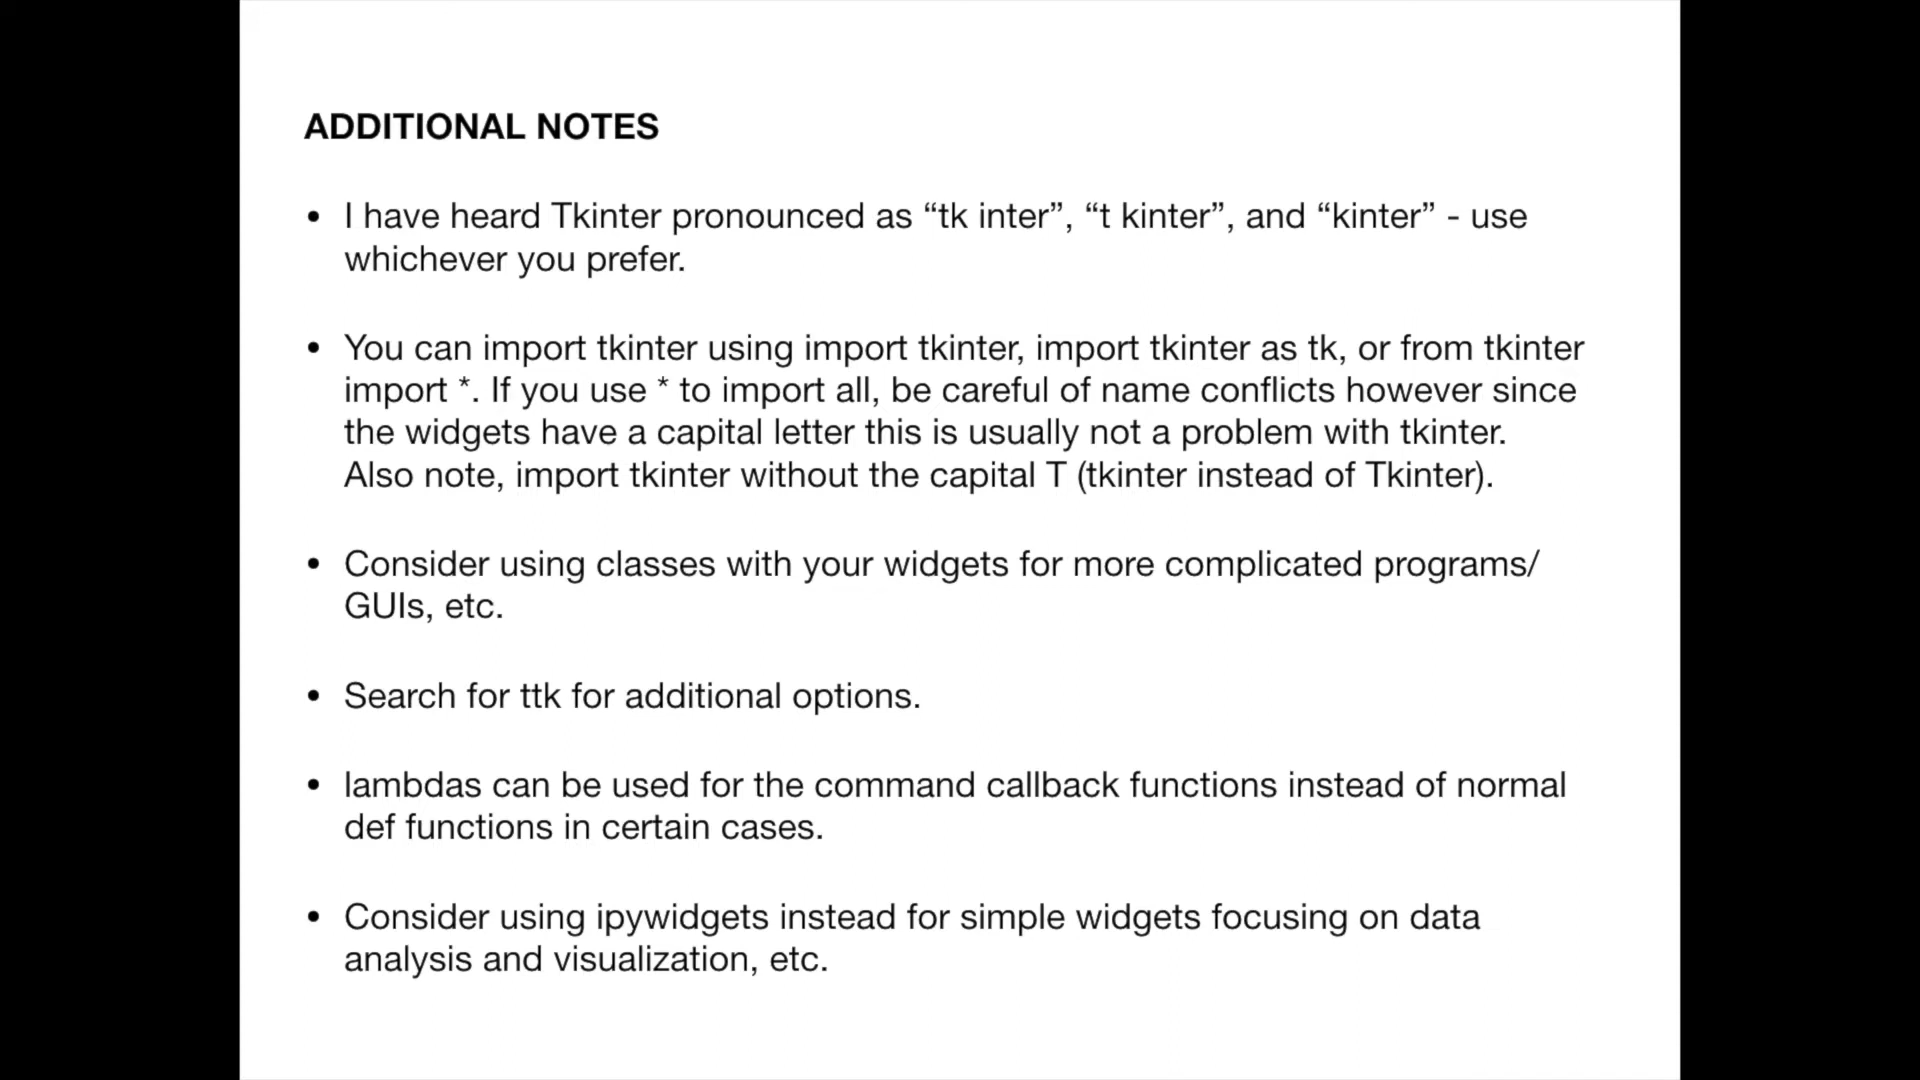 ADDITIONAL NOTES
• I have heard Tkinter pronounced as “tk inter”, “t kinter”, and “kinter” - use
whichever you prefer.
• You can import tkinter using import tkinter, import tkinter as tk, or from tkinter
import *. If you use * to import all, be careful of name conflicts however since
the widgets have a capital letter this is usually not a problem with tkinter.
Also note, import tkinter without the capital T (tkinter instead of Tkinter).
• Consider using classes with your widgets for more complicated programs/
GUIs, etc.
• Search for ttk for additional options.
• lambdas can be used for the command callback functions instead of normal
def functions in certain cases.
• Consider using ipywidgets instead for simple widgets focusing on data
analysis and visualization, etc.